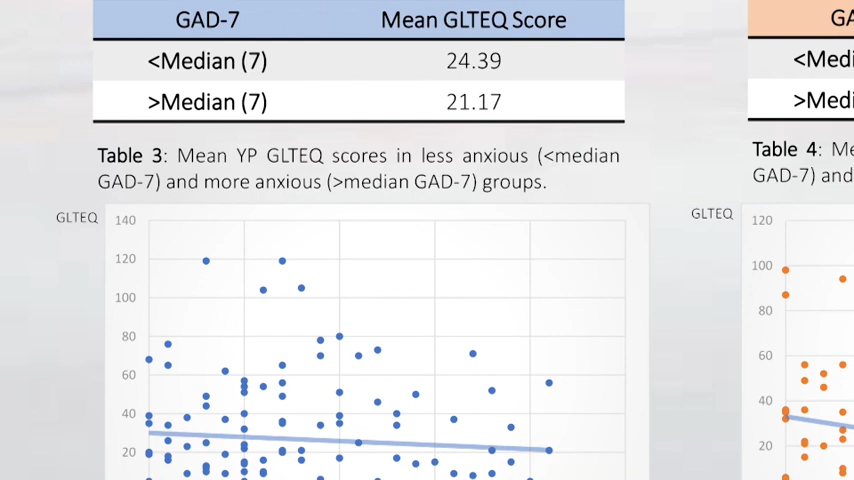 GAD-7 Mean GLTEQ Score
<Median (7) 24.39
>Median (7) 21.17
Table 3: Mean YP GLTEQ scores in less anxious (<median
GAD-7) and more anxious (>median GAD-7) groups.
GLTEQ
140
120
100
80
60
40
20
>Medi
Table 4:
GAD-7) and
GLTEQ
120
100
80
60
40
20